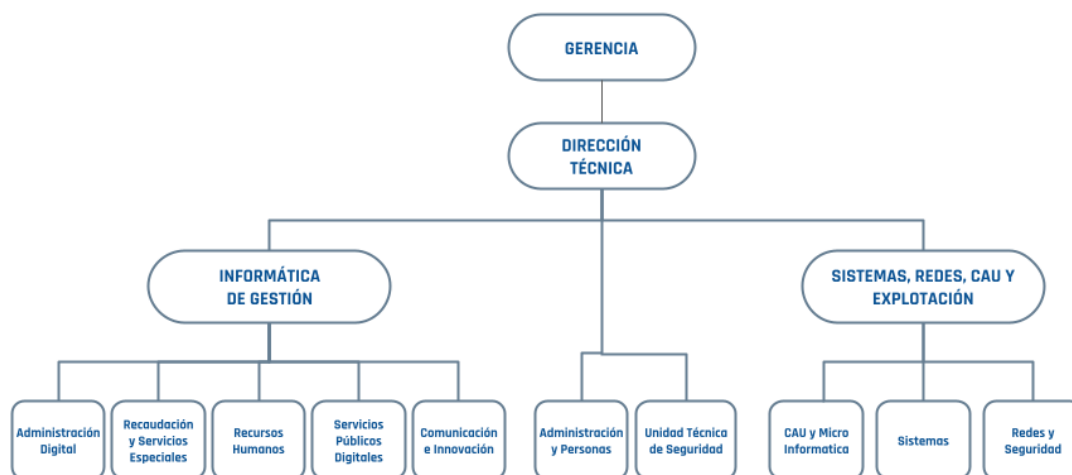 GERENCIA
DIRECCIÓN
TÉCNICA
INFORMÁTICA
DE GESTIÓN
SISTEMAS, REDES, CAU Y
EXPLOTACIÓN
Administración
Digital
Recaudación
y Servicios
Especiales
Recursos
Humanos
Servicios
Públicos
Digitales
Comunicación
e Innovación
Administración
y Personas
Unidad Técnica
de Seguridad
CAU y Micro
Informatica
Sistemas
Redes y
Seguridad